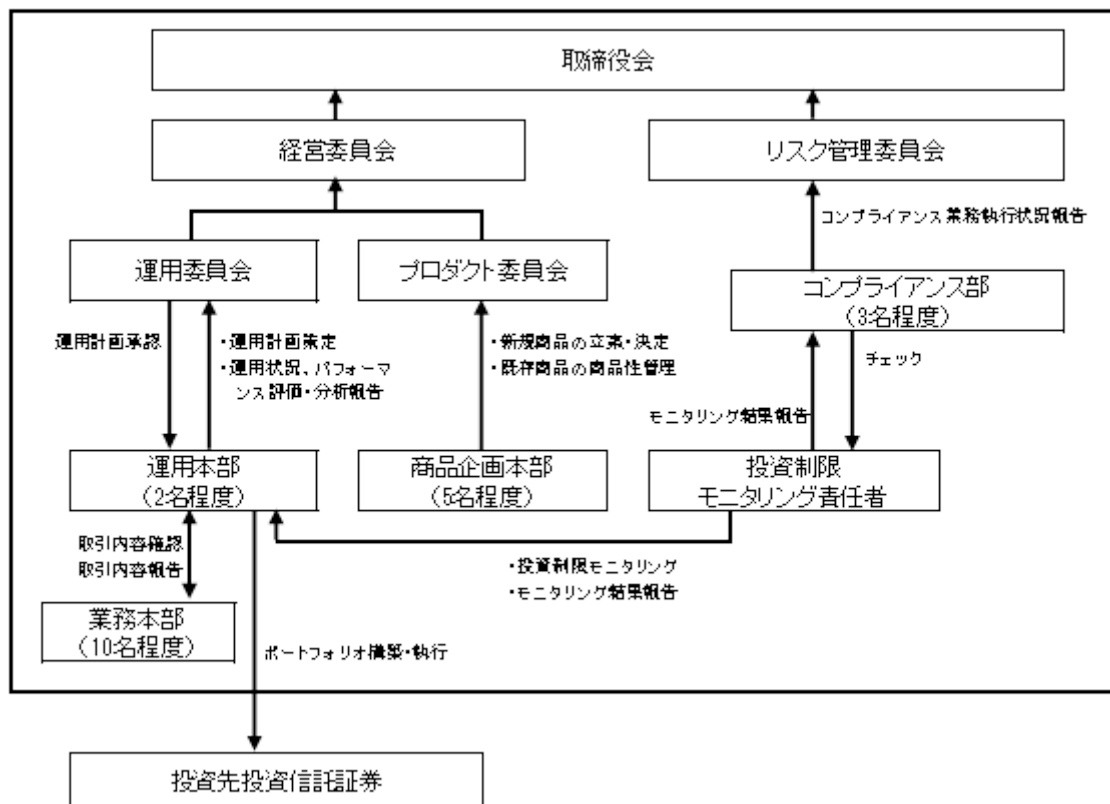 取締役会
経営委員会
リスク管理委員会
コンプライアンス業務執行状況報告
運用委員会
プロダクト委員会
コンプライアンス部
(3名程度)
運用計画承認
・運用計画策定
・運用状況、パフォーマ
ンス評価・分析報告
・新規商品の立案・決定
・既存商品の商品性管理
チェック
モニタリング結果報告
運用本部
(2名程度)
商品企画本部
(5名程度)
投資制限
モニタリング責任者
取引内容確認
取引内容報告
・投資制限モニタリング
・モニタリング結果報告
業務本部
(10名程度)
ポートフォリオ構築・執行
投資先投資信託証券